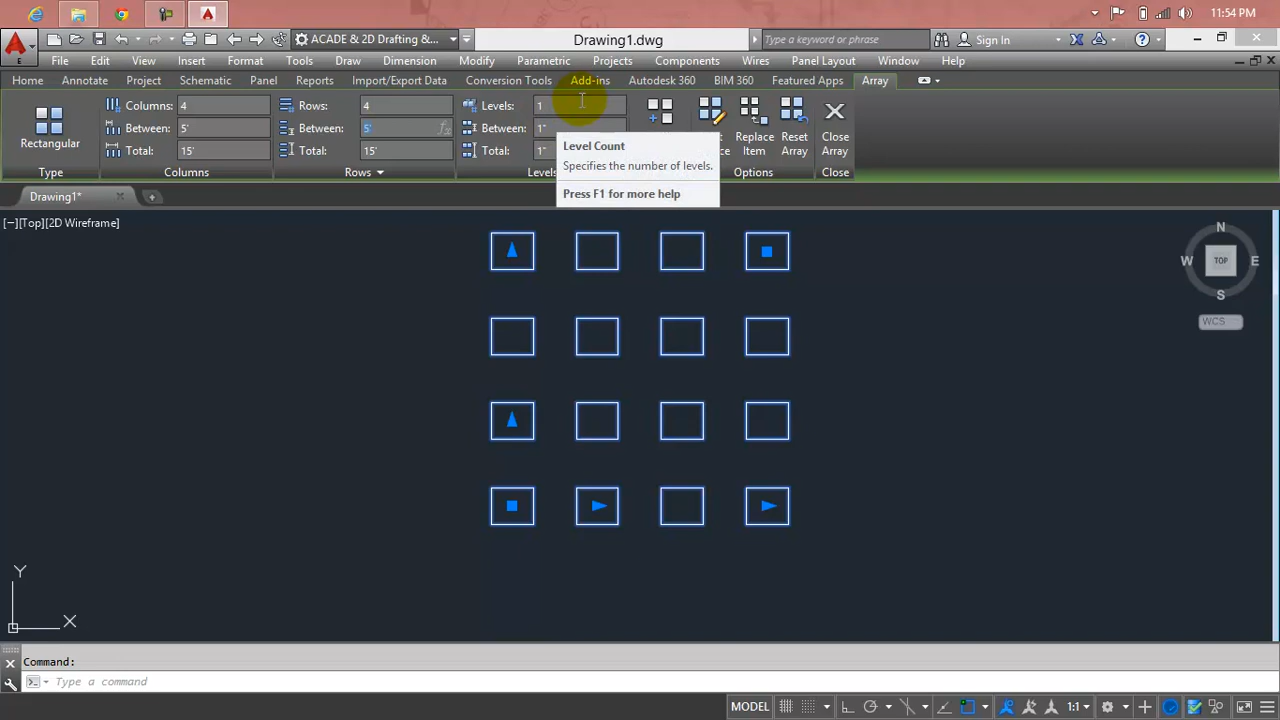 11:54 PM
ACADE & 2D Drafting &...
Drawing1.dwg
Type a keyword or phrase
Sign In
File Edit View Insert Format Tools Draw Dimension Modify Parametric Projects Components Wires Panel Layout Window Help
Home Annotate Project Schematic Panel Reports Import/Export Data Conversion Tools Add-ins Autodesk 360 BIM 360 Featured Apps Array
Columns: 4 Rows: 4 Levels: 1
Between: 5' Between: 5' Between: 1"
Total: 15' Total: 15' Total: 1"
Rectangular
Replace Item
Reset Array
Close Array
Type Columns Rows Options Close
Level Count
Specifies the number of levels.
Press F1 for more help
Drawing1*
[−][Top][2D Wireframe]
N
W TOP E
S
WCS
Y
X
Command:
Type a command
MODEL 1:1